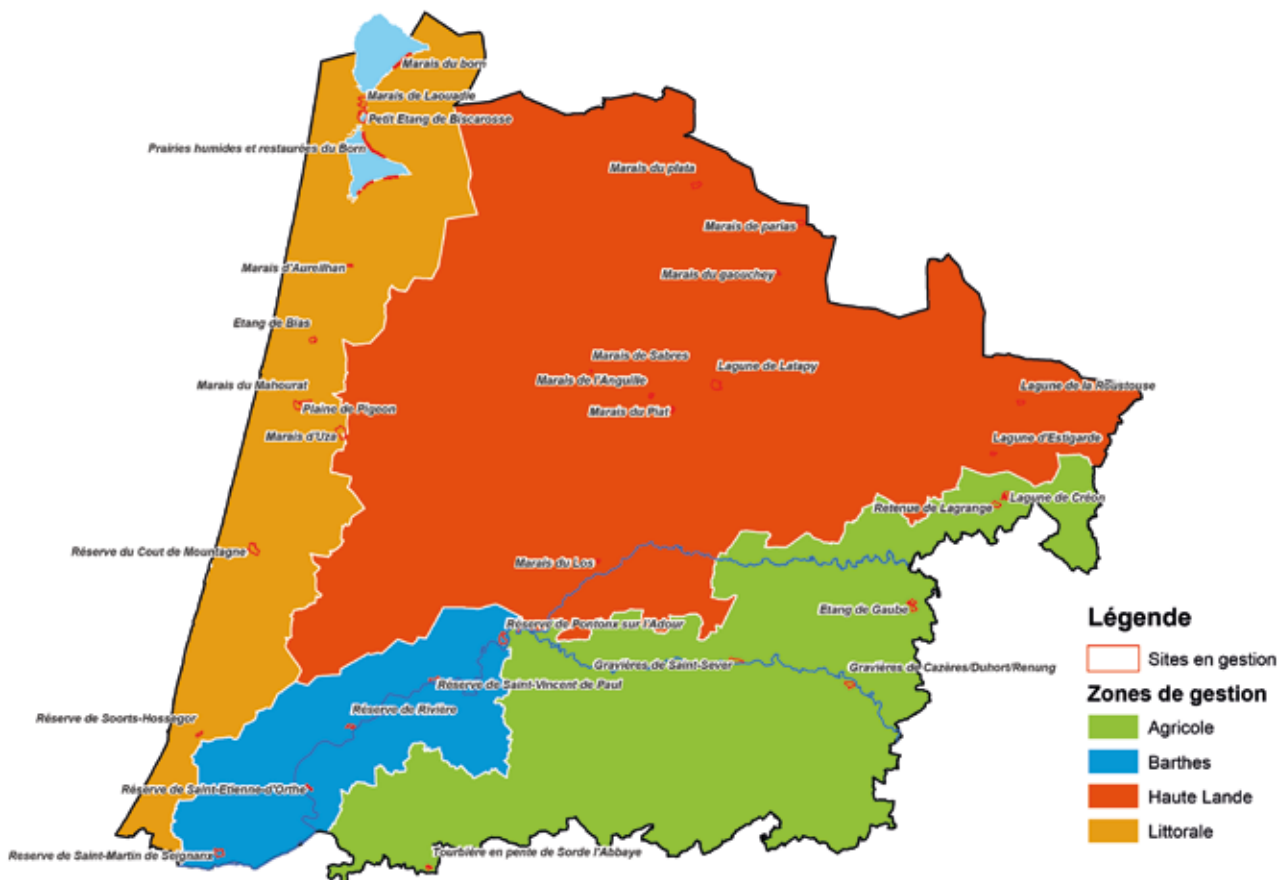 Marais du born
Marais de Laouadie
Petit Etang de Biscarosse
Prairies humides et restaurées du Born
Marais du plata
Marais de parias
Marais d'Aureilhan
Marais du gaouchey
Etang de Bias
Marais de Sabres
Lagune de Latapy
Marais du Mahourat
Marais de l'Anguille
Lagune de la Roustouse
Plaine de Pigeon
Marais du Plat
Marais d'Uza
Lagune d'Estigarde
Lagune de Créon
Retenue de Lagrange
Réserve du Cout de Mountagne
Marais du Los
Etang de Gaube
Réserve de Pontonx sur l'Adour
Gravières de Saint-Sever
Gravières de Cazères/Duhort/Renung
Réserve de Saint-Vincent de Paul
Réserve de Rivière
Réserve de Soorts-Hossegor
Réserve de Saint-Etienne-d'Orthe
Reserve de Saint-Martin de Seignanx
Tourbière en pente de Sorde l'Abbaye
Légende
Sites en gestion
Zones de gestion
Agricole
Barthes
Haute Lande
Littorale